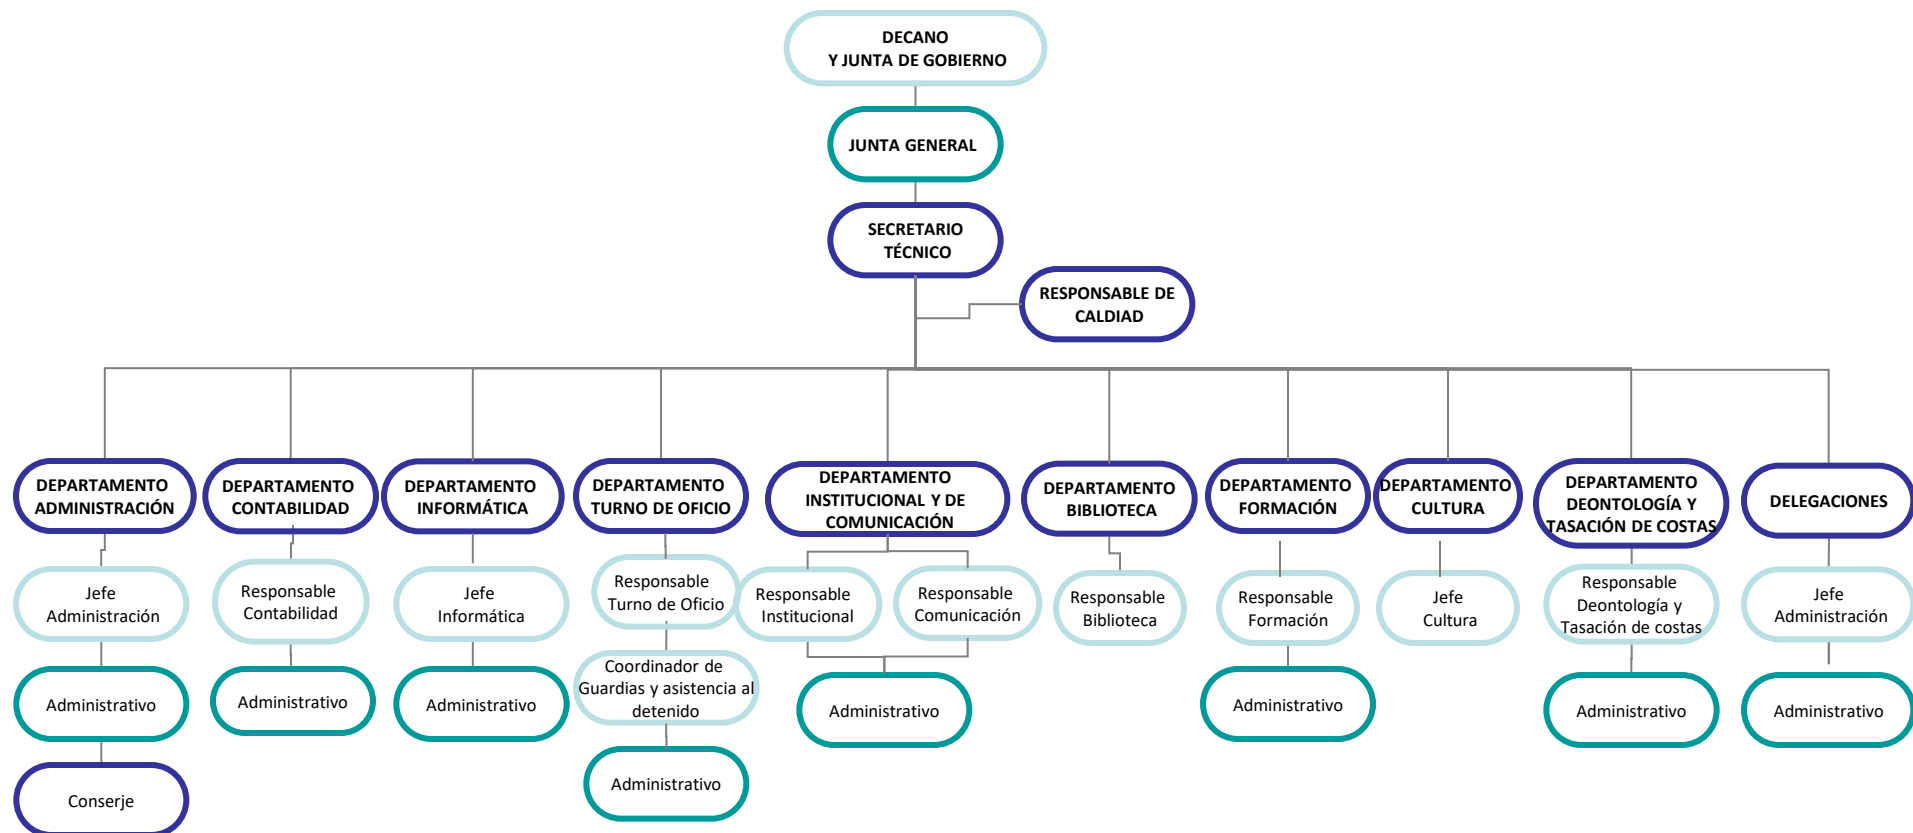 DECANO
Y JUNTA DE GOBIERNO
JUNTA GENERAL
SECRETARIO
TÉCNICO
RESPONSABLE DE
CALDIAD
DEPARTAMENTO
ADMINISTRACIÓN
DEPARTAMENTO
CONTABILIDAD
DEPARTAMENTO
INFORMÁTICA
DEPARTAMENTO
TURNO DE OFICIO
DEPARTAMENTO
INSTITUCIONAL Y DE
COMUNICACIÓN
DEPARTAMENTO
BIBLIOTECA
DEPARTAMENTO
FORMACIÓN
DEPARTAMENTO
CULTURA
DEPARTAMENTO
DEONTOLOGÍA Y
TASACIÓN DE COSTAS
DELEGACIONES
Jefe
Administración
Responsable
Contabilidad
Jefe
Informática
Responsable
Turno de Oficio
Responsable
Institucional
Responsable
Comunicación
Responsable
Biblioteca
Responsable
Formación
Jefe
Cultura
Responsable
Deontología y
Tasación de costas
Jefe
Administración
Administrativo
Administrativo
Administrativo
Coordinador de
Guardias y asistencia al
detenido
Administrativo
Administrativo
Administrativo
Administrativo
Conserje
Administrativo